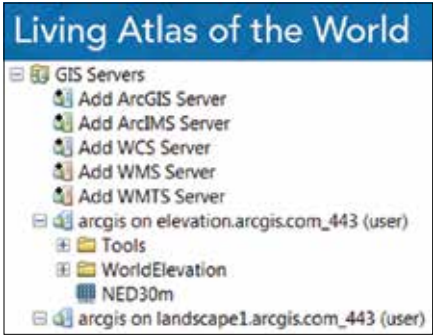 Living Atlas of the World
GIS Servers
Add ArcGIS Server
Add ArcIMS Server
Add WCS Server
Add WMS Server
Add WMTS Server
arcgis on elevation.arcgis.com_443 (user)
Tools
WorldElevation
NED30m
arcgis on landscape1.arcgis.com_443 (user)